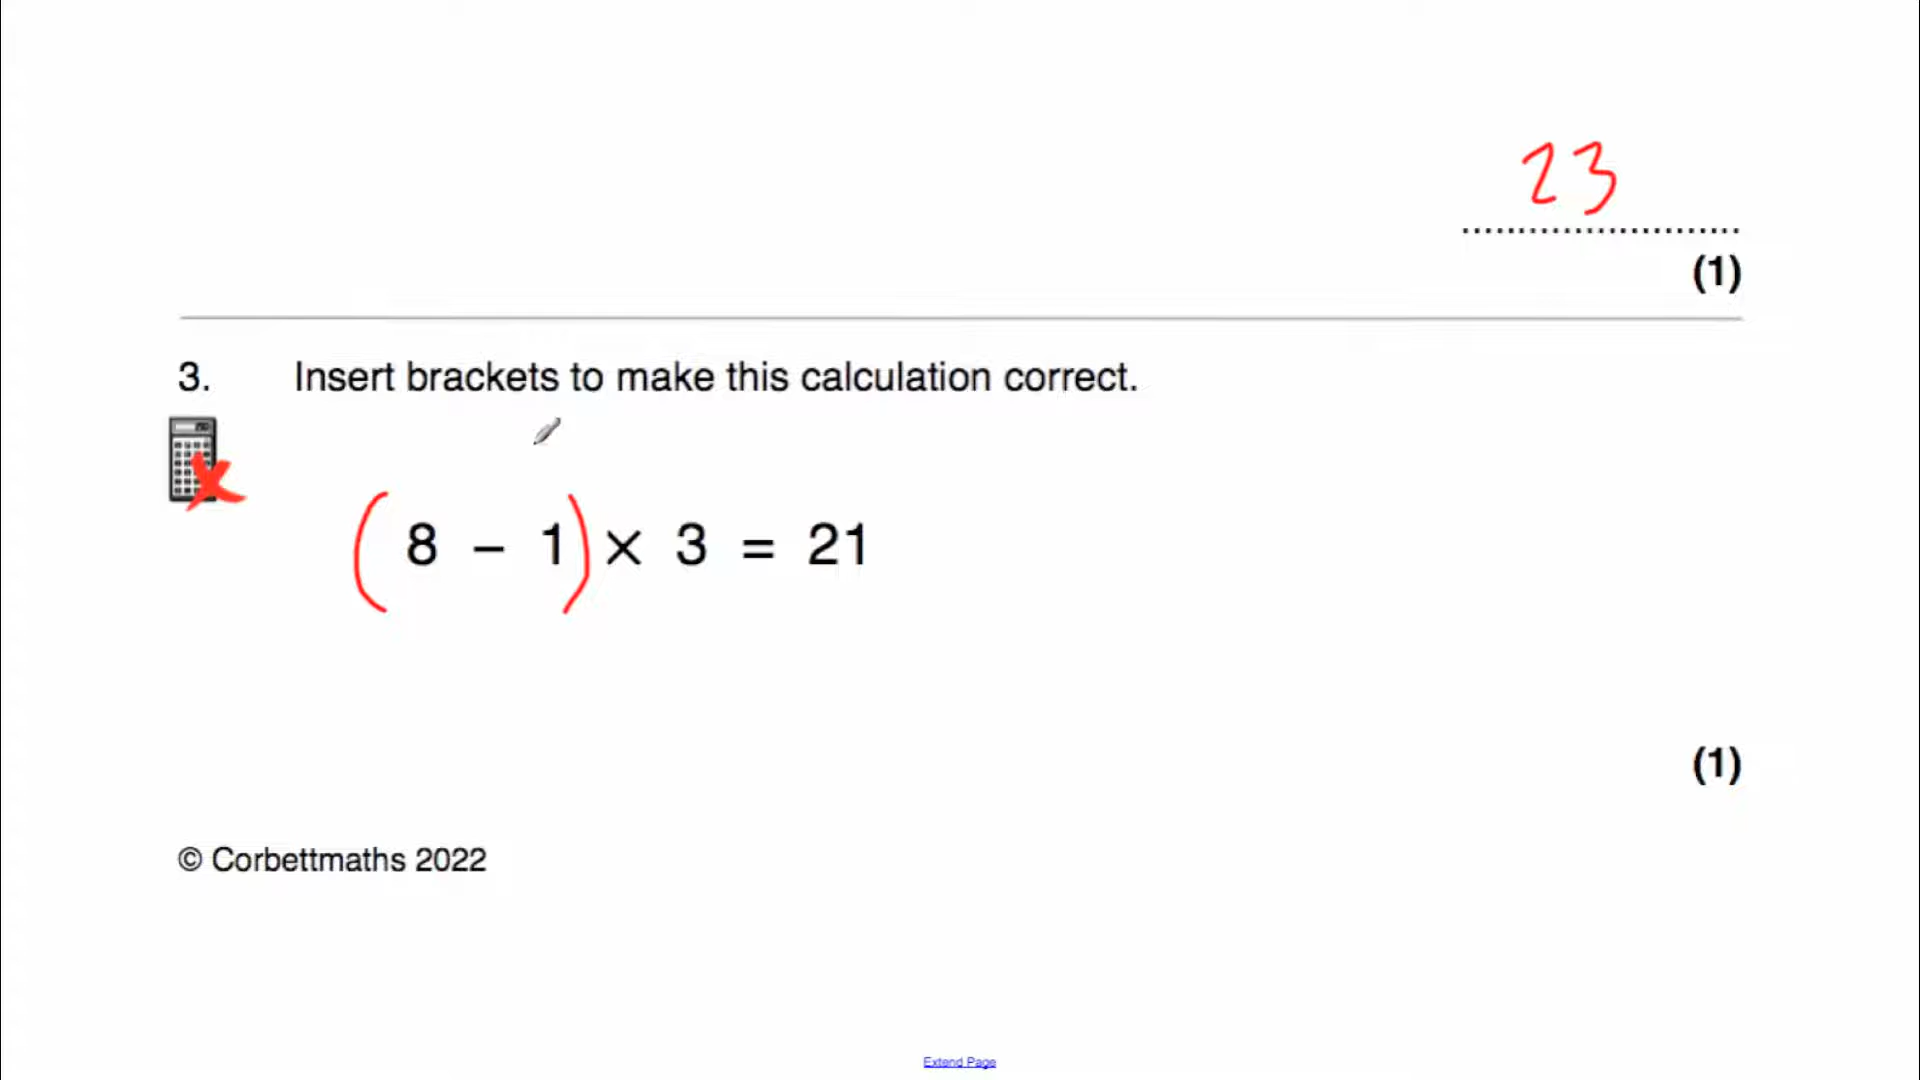 23
(1)
3. Insert brackets to make this calculation correct.
(8 – 1) × 3 = 21
(1)
© Corbettmaths 2022
Extend Page